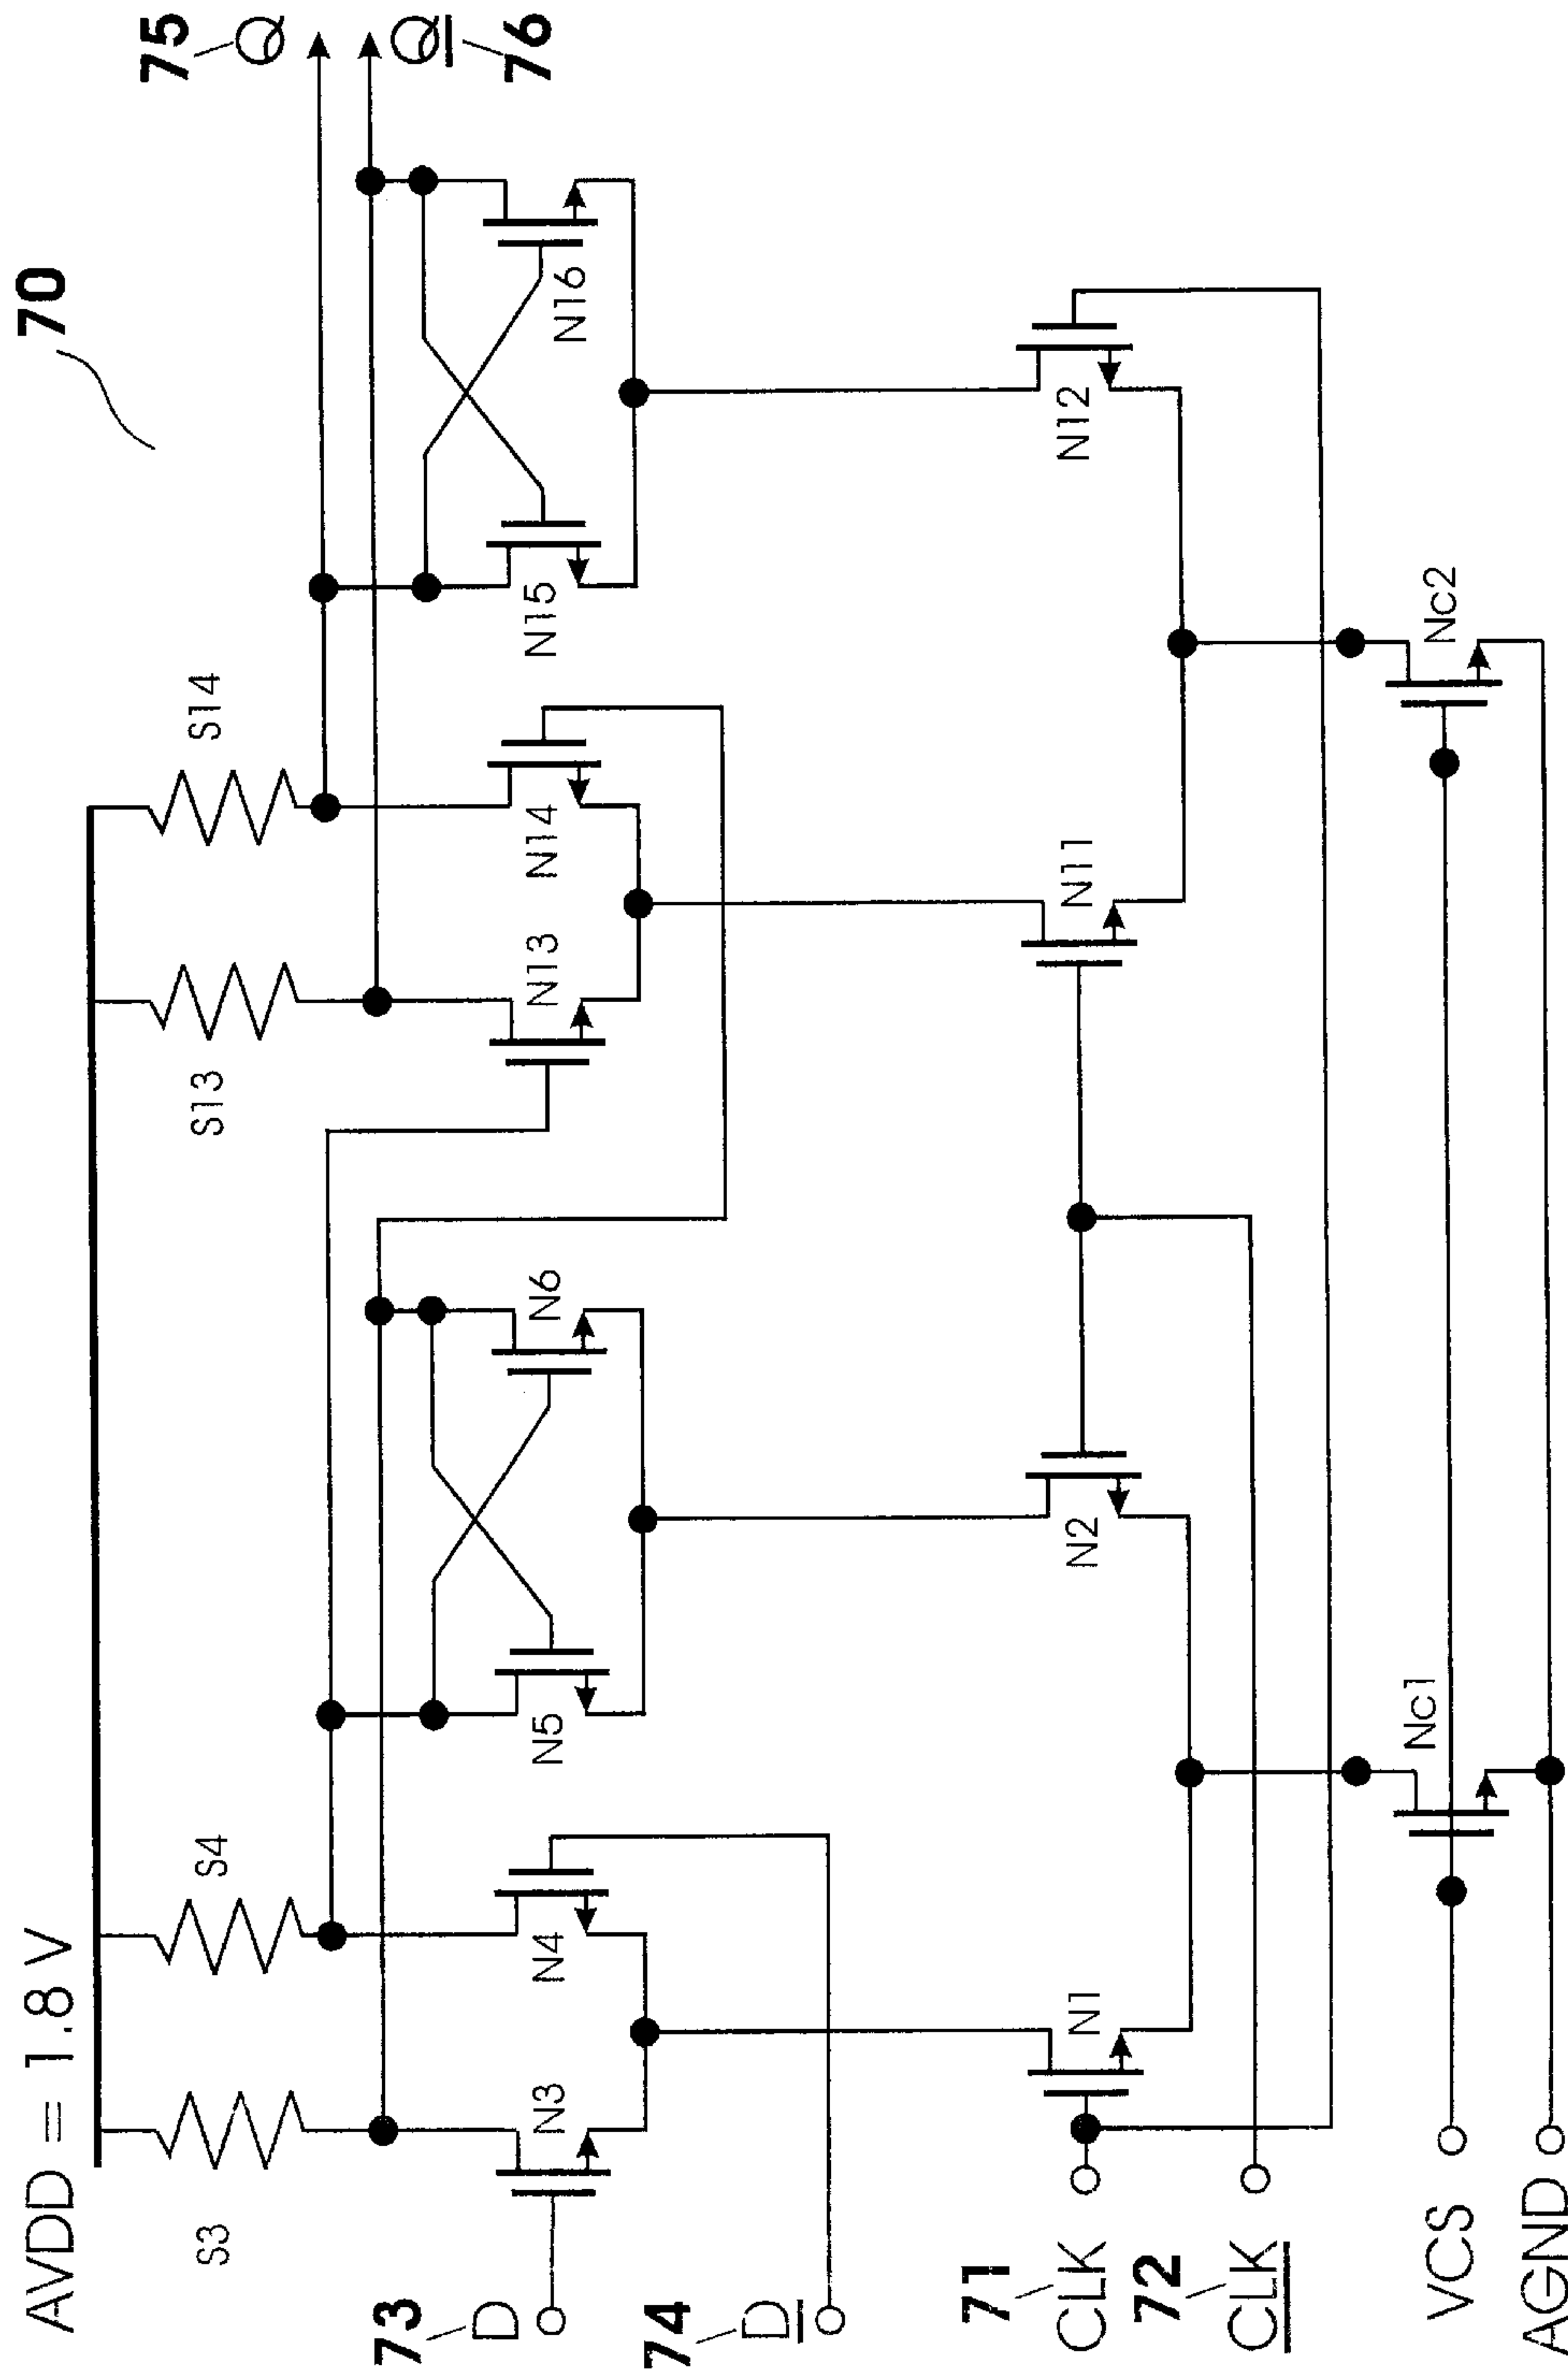 70
AVDD = 1.8 V
S3
S4
S13
S14
75
Q
Q
76
73
D
N3
N4
N5
N6
N13
N14
N15
N16
74
D
71
CLK
N1
N2
N11
N12
72
CLK
Nc1
Nc2
VCS
AGND